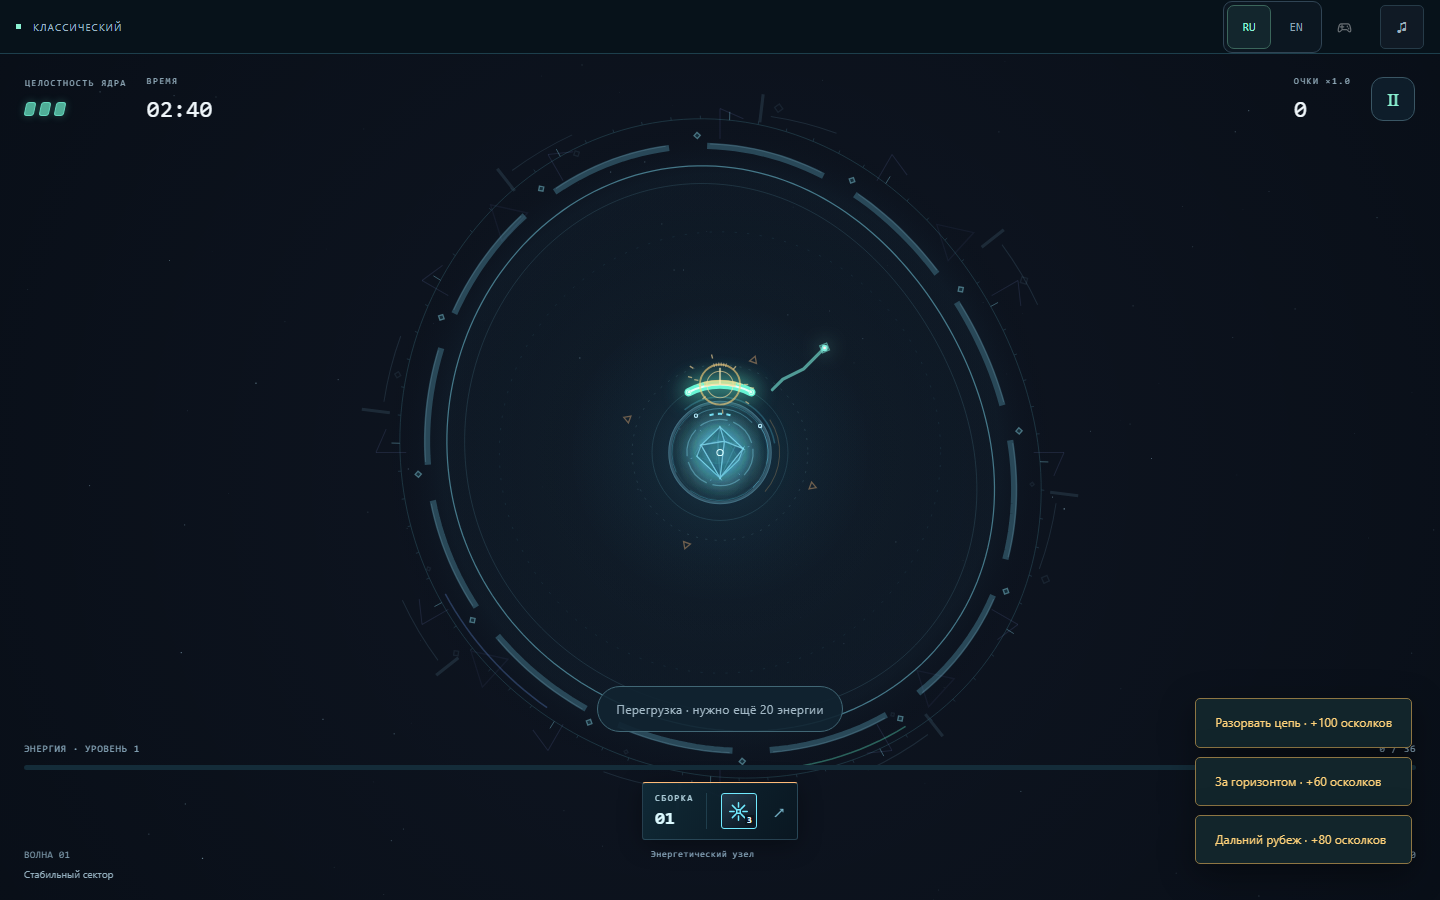 КЛАССИЧЕСКИЙ
RU
EN
ЦЕЛОСТНОСТЬ ЯДРА
ВРЕМЯ
02:40
ОЧКИ ×1.0
0
II
Перегрузка · нужно ещё 20 энергии
Разорвать цепь · +100 осколков
ЭНЕРГИЯ · УРОВЕНЬ 1
0 / 36
За горизонтом · +60 осколков
СБОРКА
01
3
Дальний рубеж · +80 осколков
Энергетический узел
ВОЛНА 01
Стабильный сектор